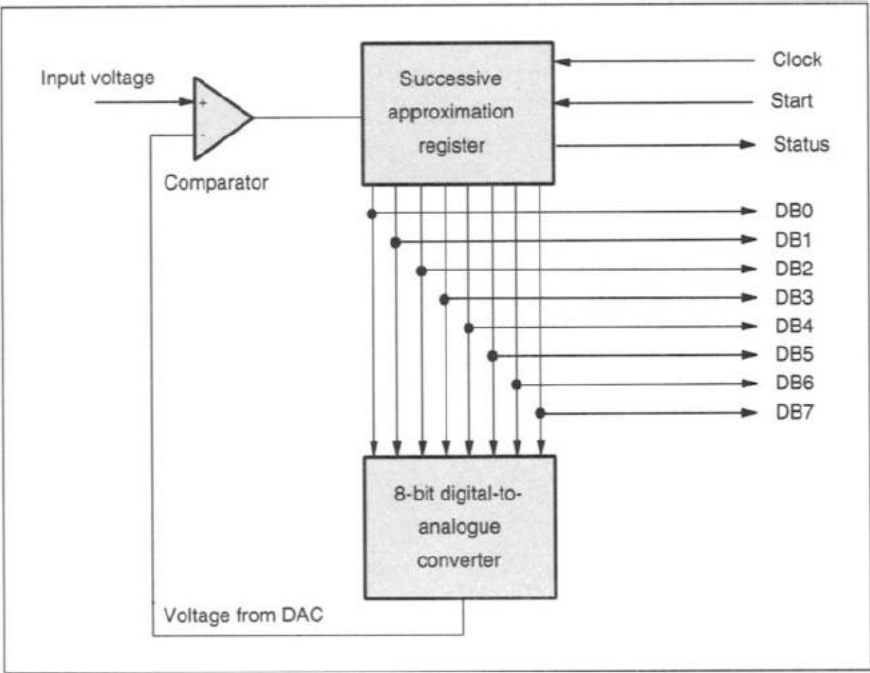 Input voltage
+
-
Comparator
Successive
approximation
register
Clock
Start
Status
DB0
DB1
DB2
DB3
DB4
DB5
DB6
DB7
8-bit digital-to-
analogue
converter
Voltage from DAC